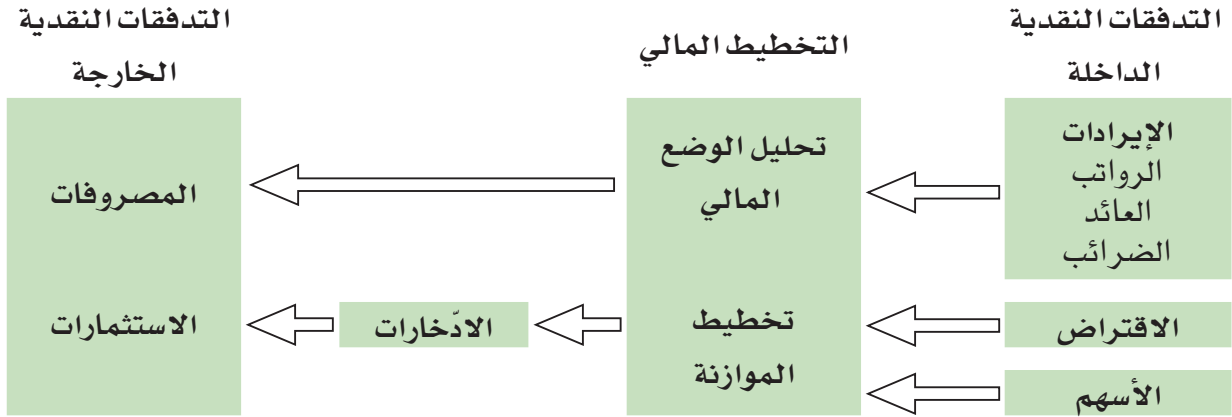 التدفقات النقدية
الداخلة
الإيرادات
الرواتب
العائد
الضرائب
الاقتراض
الأسهم
التخطيط المالي
تحليل الوضع
المالي
تخطيط
الموازنة
الادّخارات
التدفقات النقدية
الخارجة
المصروفات
الاستثمارات